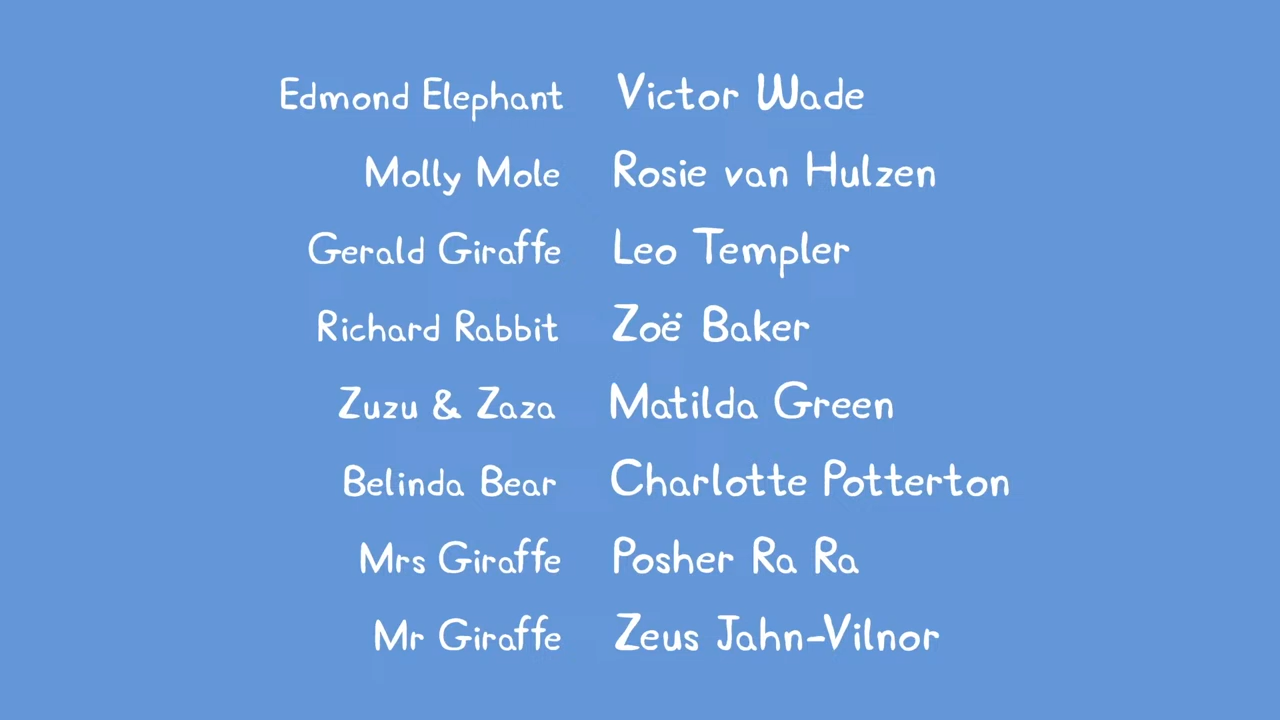 Edmond Elephant Victor Wade
Molly Mole Rosie van Hulzen
Gerald Giraffe Leo Templer
Richard Rabbit Zoë Baker
Zuzu & Zaza Matilda Green
Belinda Bear Charlotte Potterton
Mrs Giraffe Posher Ra Ra
Mr Giraffe Zeus Jahn-Vilnor